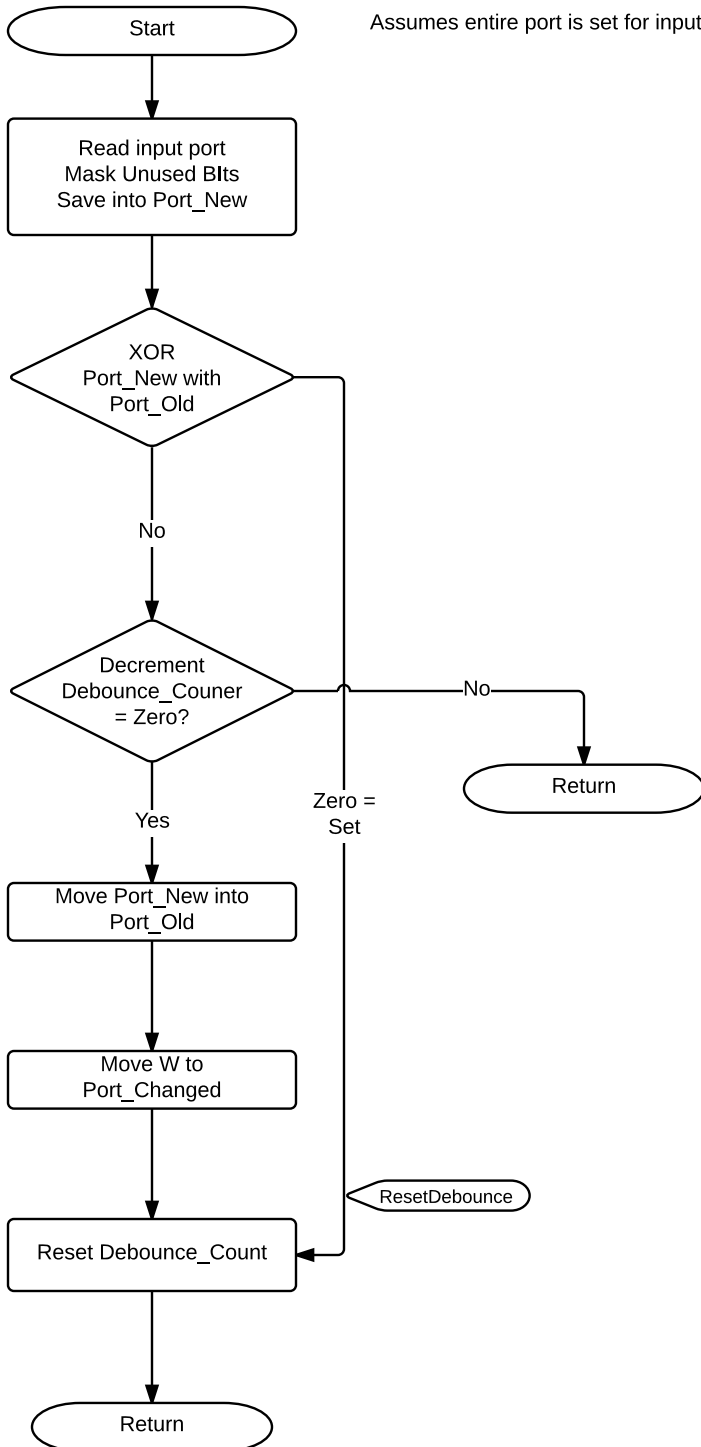 Start
Assumes entire port is set for input
Read input port
Mask Unused BIts
Save into Port_New
XOR
Port_New with
Port_Old
No
Decrement
Debounce_Couner
= Zero?
No
Return
Zero =
Set
Yes
Move Port_New into
Port_Old
Move W to
Port_Changed
ResetDebounce
Reset Debounce_Count
Return